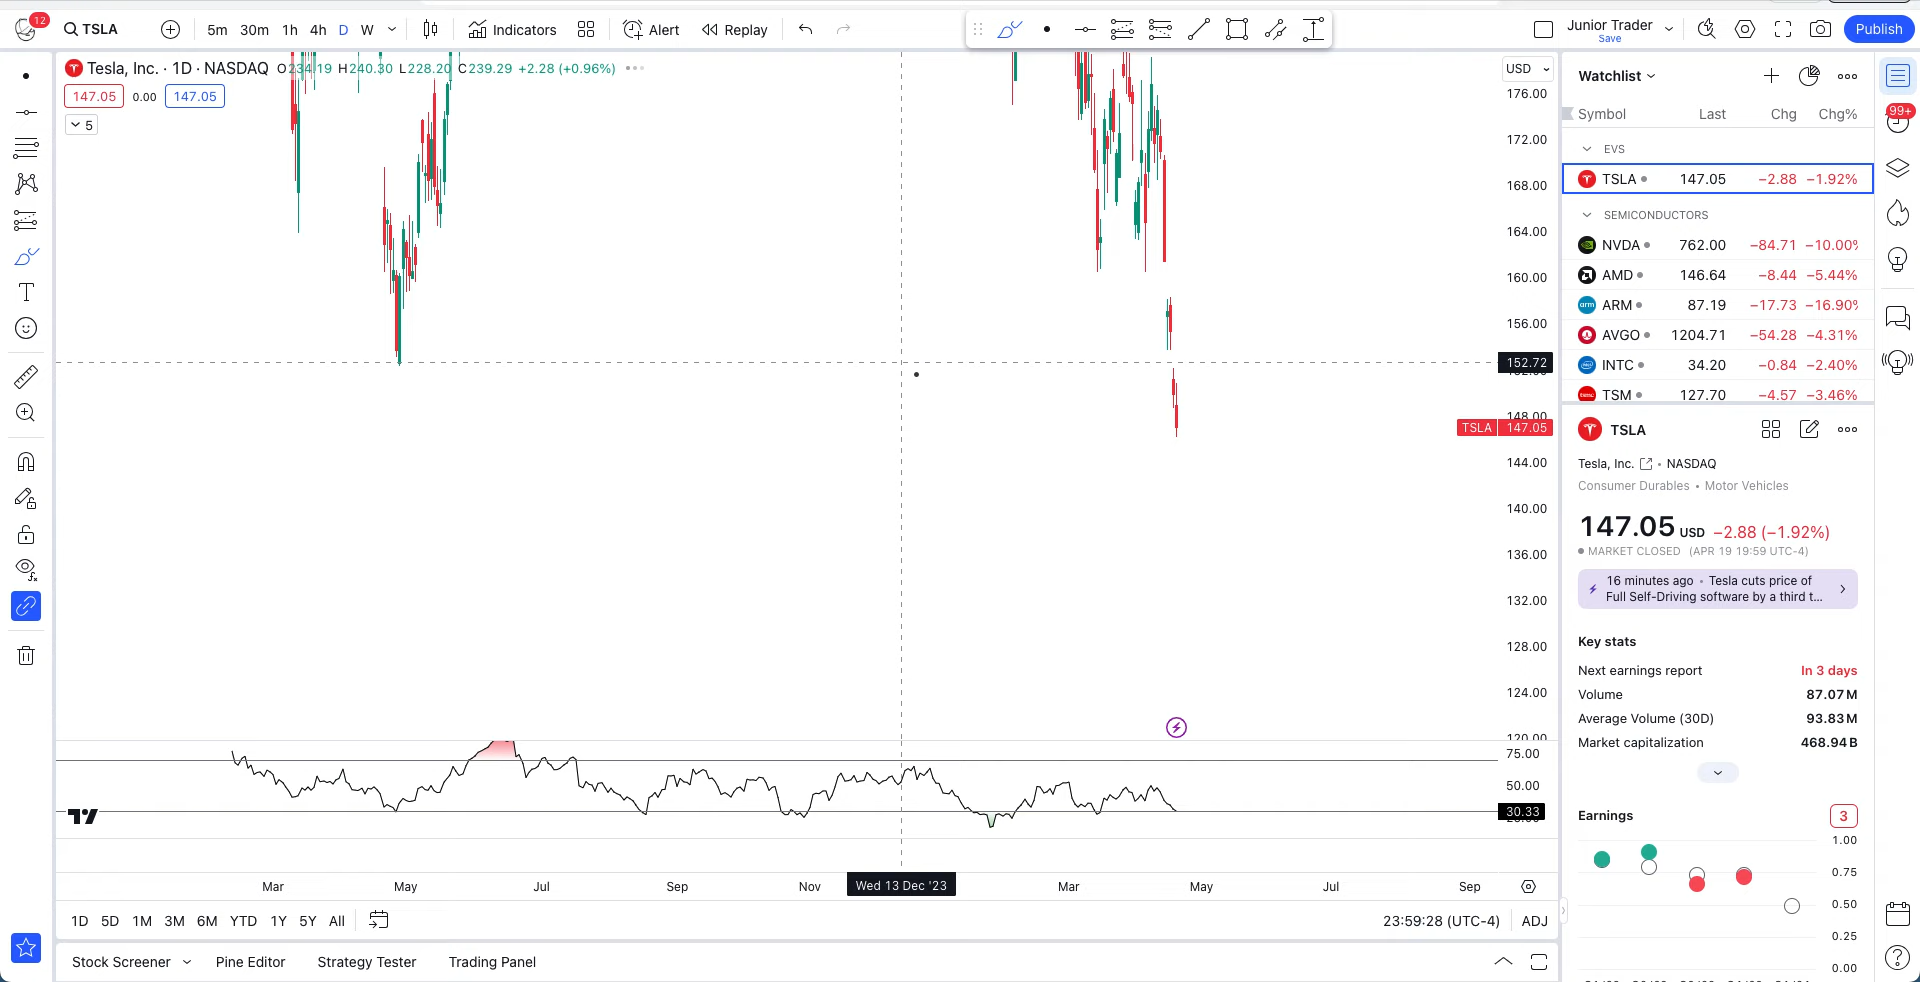 12
TSLA
5m 30m 1h 4h D W
Indicators
Alert
Replay
Junior Trader
Save
Publish
Tesla, Inc. · 1D · NASDAQ O234.19 H240.30 L228.20 C239.29 +2.28 (+0.96%)
147.05 0.00 147.05
5
USD
176.00
172.00
168.00
164.00
160.00
156.00
152.72
148.00
TSLA 147.05
144.00
140.00
136.00
132.00
128.00
124.00
120.00
75.00
50.00
30.33
Mar May Jul Sep Nov Wed 13 Dec '23 Mar May Jul Sep
1D 5D 1M 3M 6M YTD 1Y 5Y All
23:59:28 (UTC-4) ADJ
Stock Screener Pine Editor Strategy Tester Trading Panel
Watchlist
Symbol Last Chg Chg%
EVS
TSLA 147.05 −2.88 −1.92%
SEMICONDUCTORS
NVDA 762.00 −84.71 −10.00%
AMD 146.64 −8.44 −5.44%
ARM 87.19 −17.73 −16.90%
AVGO 1204.71 −54.28 −4.31%
INTC 34.20 −0.84 −2.40%
TSM 127.70 −4.57 −3.46%
99+
TSLA
Tesla, Inc. • NASDAQ
Consumer Durables • Motor Vehicles
147.05 USD −2.88 (−1.92%)
MARKET CLOSED (APR 19 19:59 UTC-4)
16 minutes ago • Tesla cuts price of
Full Self-Driving software by a third t...
Key stats
Next earnings report In 3 days
Volume 87.07M
Average Volume (30D) 93.83M
Market capitalization 468.94B
Earnings 3
1.00
0.75
0.50
0.25
0.00